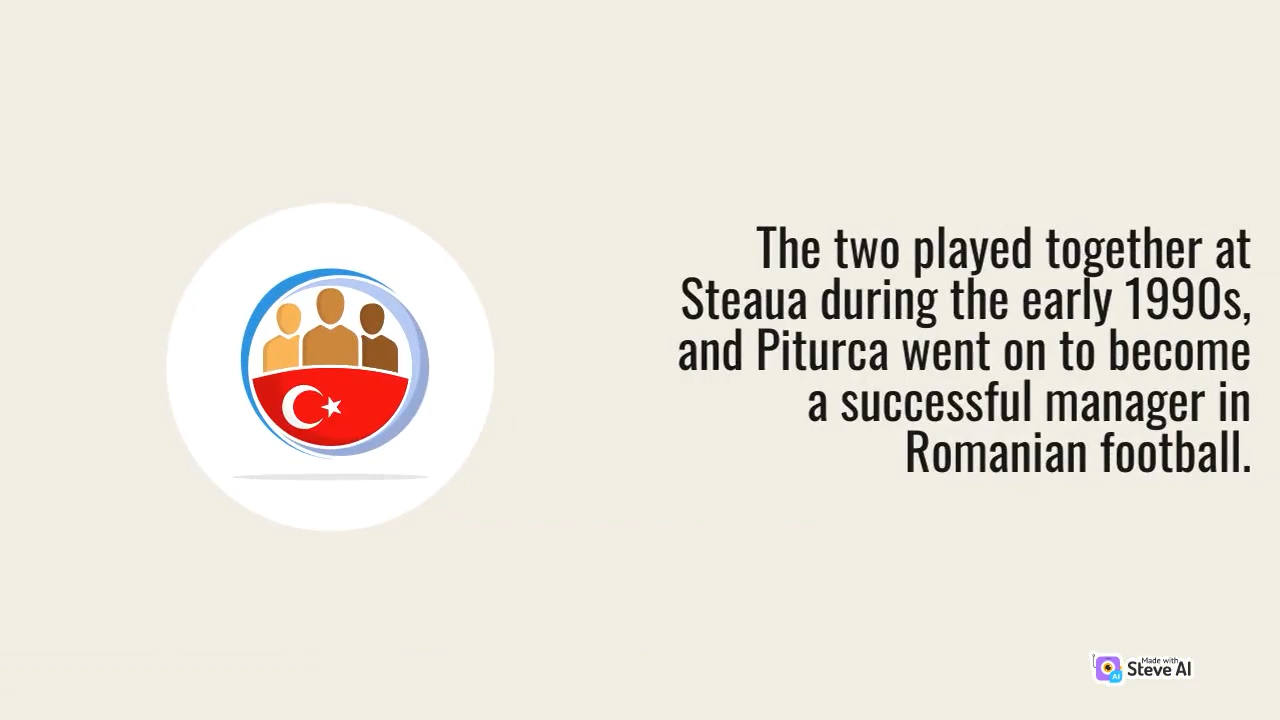 The two played together at
Steaua during the early 1990s,
and Piturca went on to become
a successful manager in
Romanian football.
Made with
Steve AI
AI